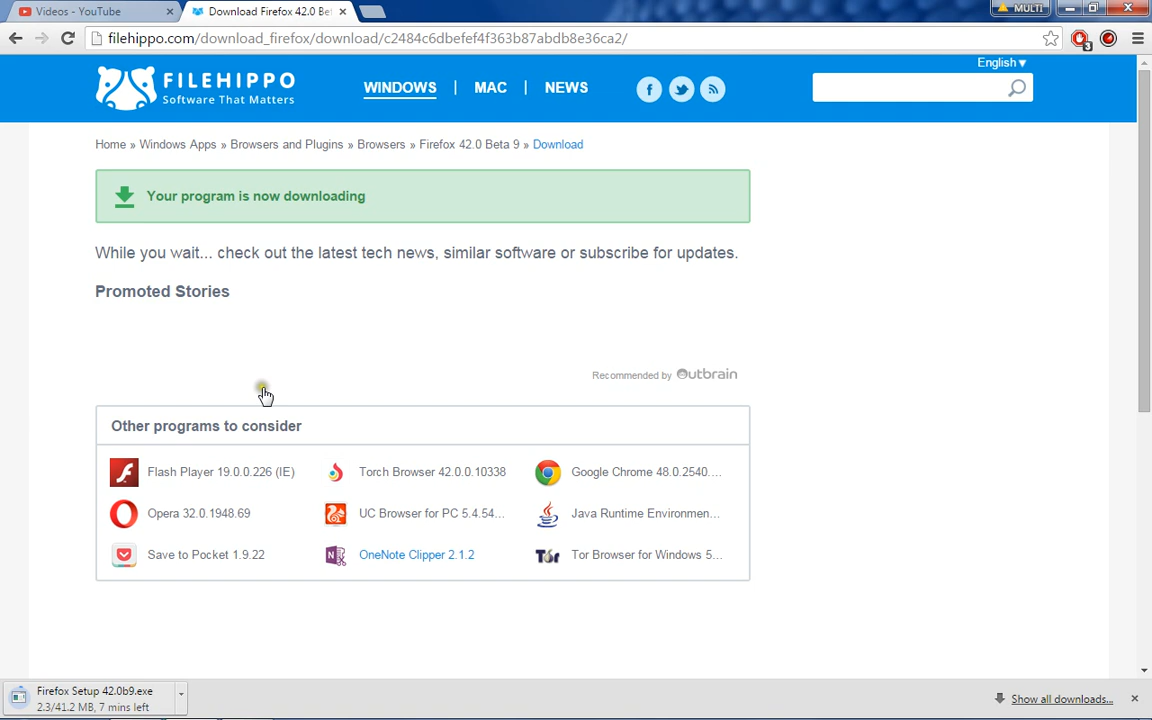 Videos - YouTube
Download Firefox 42.0 Be
MULTI
filehippo.com/download_firefox/download/c2484c6dbefef4f363b87abdb8e36ca2/
3
English
FILEHIPPO
Software That Matters
WINDOWS | MAC | NEWS
Home » Windows Apps » Browsers and Plugins » Browsers » Firefox 42.0 Beta 9 » Download
Your program is now downloading
While you wait... check out the latest tech news, similar software or subscribe for updates.
Promoted Stories
Recommended by Outbrain
Other programs to consider
Flash Player 19.0.0.226 (IE)
Torch Browser 42.0.0.10338
Google Chrome 48.0.2540....
Opera 32.0.1948.69
UC Browser for PC 5.4.54...
Java Runtime Environmen...
Save to Pocket 1.9.22
OneNote Clipper 2.1.2
Tor Browser for Windows 5...
Firefox Setup 42.0b9.exe
2.3/41.2 MB, 7 mins left
Show all downloads...